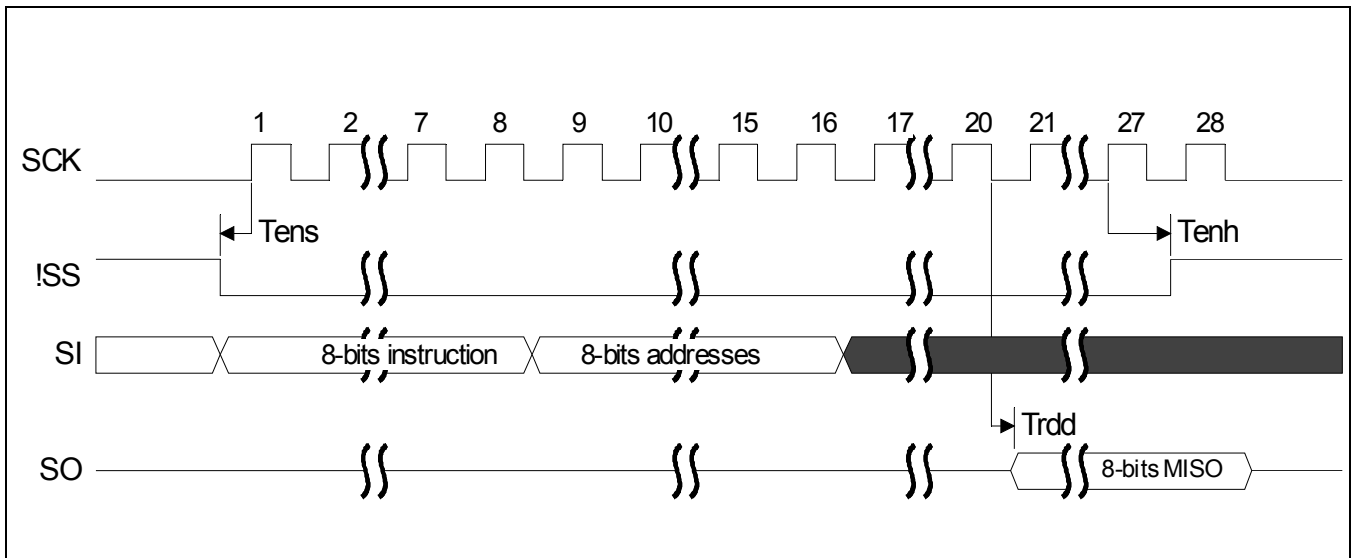 1 2 7 8 9 10 15 16 17 20 21 27 28
SCK
Tens Tenh
!SS
SI 8-bits instruction 8-bits addresses
Trdd
SO 8-bits MISO